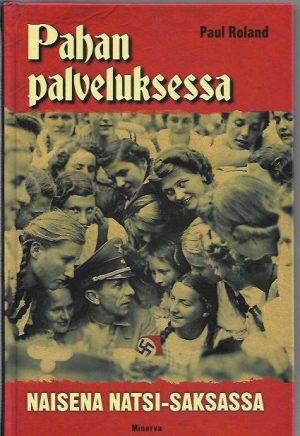 Paul Roland
Pahan
palveluksessa
NAISENA NATSI-SAKSASSA
Minerva